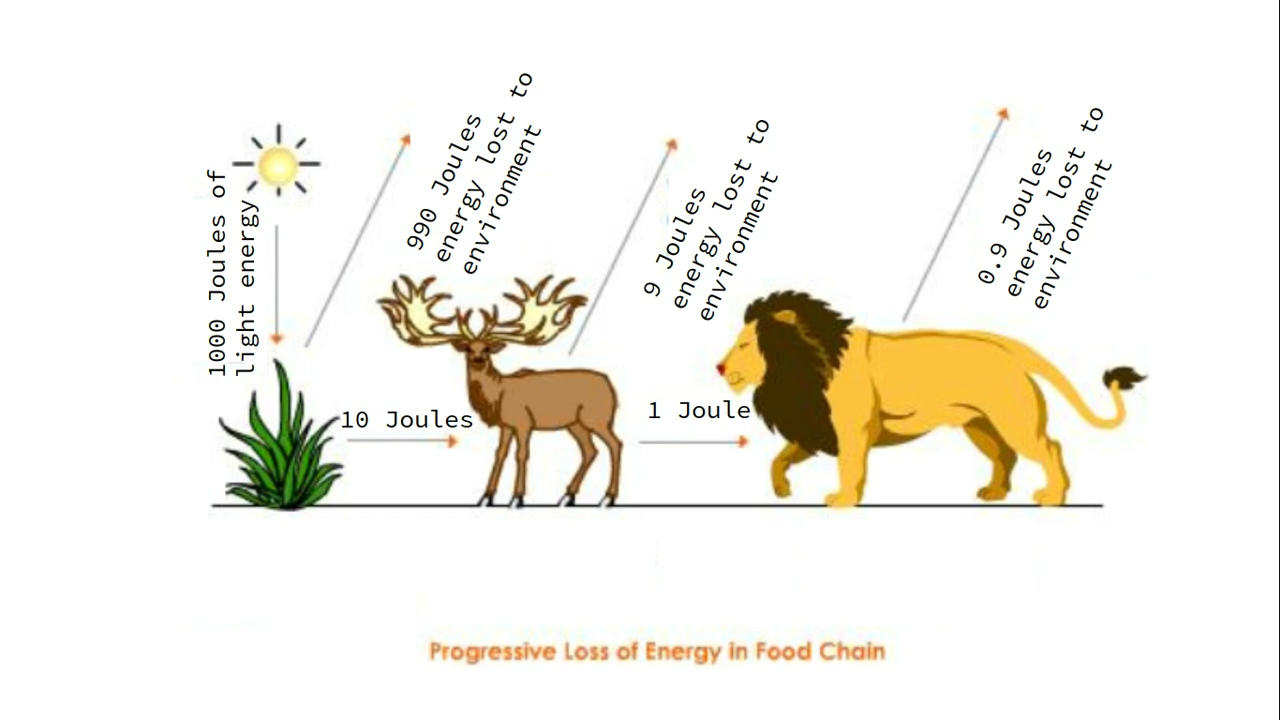 1000 Joules of
light energy
990 Joules
energy lost to
environment
9 Joules
energy lost to
environment
0.9 Joules
energy lost to
environment
10 Joules
1 Joule
Progressive Loss of Energy in Food Chain